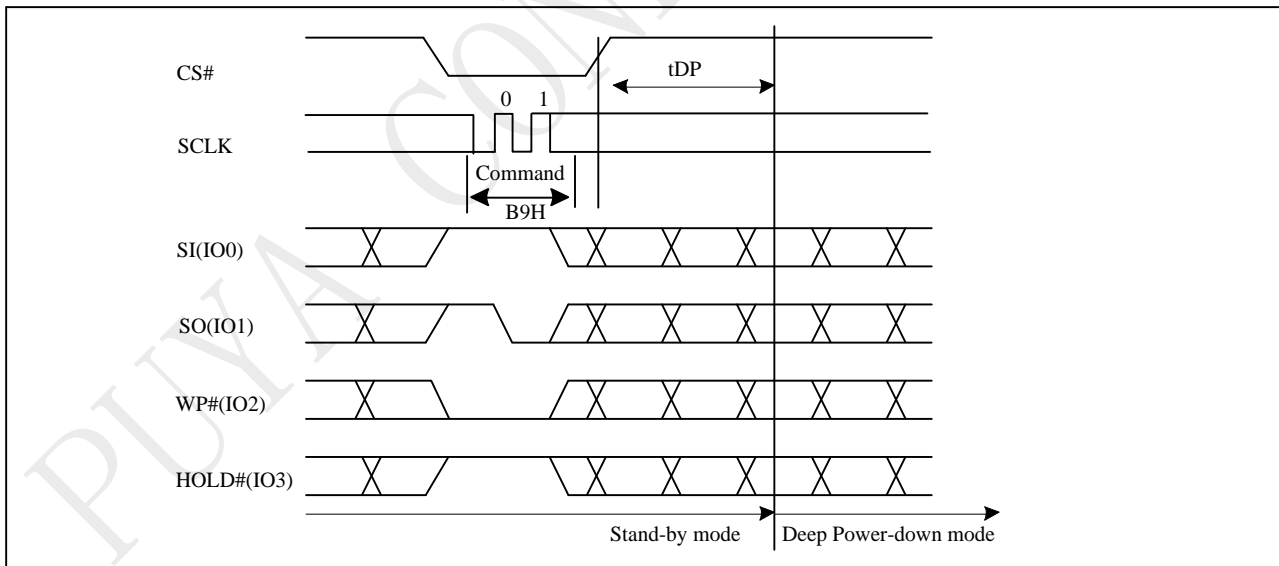 CS#
tDP
0 1
SCLK
Command
B9H
SI(IO0)
SO(IO1)
WP#(IO2)
HOLD#(IO3)
Stand-by mode
Deep Power-down mode
PUYA